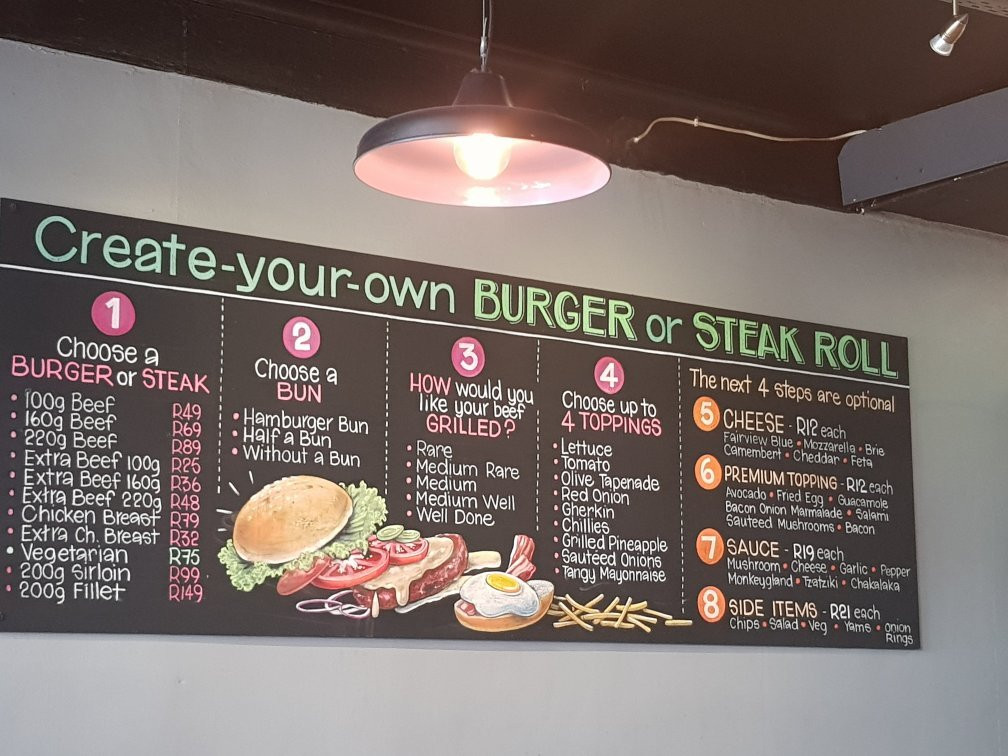 Create-your-own BURGER or STEAK ROLL
1
Choose a
BURGER or STEAK
• 100g Beef R49
• 160g Beef R69
• 220g Beef R89
• Extra Beef 100g R25
• Extra Beef 160g R36
• Extra Beef 220g R48
• Chicken Breast R79
• Extra Ch. Breast R32
• Vegetarian R75
• 200g Sirloin R99
• 200g Fillet R149
2
Choose a
BUN
• Hamburger Bun
• Half a Bun
• Without a Bun
3
HOW would you
like your beef
GRILLED?
• Rare
• Medium Rare
• Medium
• Medium Well
• Well Done
4
Choose up to
4 TOPPINGS
• Lettuce
• Tomato
• Olive Tapenade
• Red Onion
• Gherkin
• Chillies
• Grilled Pineapple
• Sauteed Onions
• Tangy Mayonnaise
The next 4 steps are optional
5 CHEESE - R12 each
Fairview Blue • Mozzarella • Brie
Camembert • Cheddar • Feta
6 PREMIUM TOPPING - R12 each
Avocado • Fried Egg • Guacamole
Bacon Onion Marmalade • Salami
Sauteed Mushrooms • Bacon
7 SAUCE - R19 each
Mushroom • Cheese • Garlic • Pepper
Monkeygland • Tzatziki • Chakalaka
8 SIDE ITEMS - R21 each
Chips • Salad • Veg • Yams • Onion
Rings